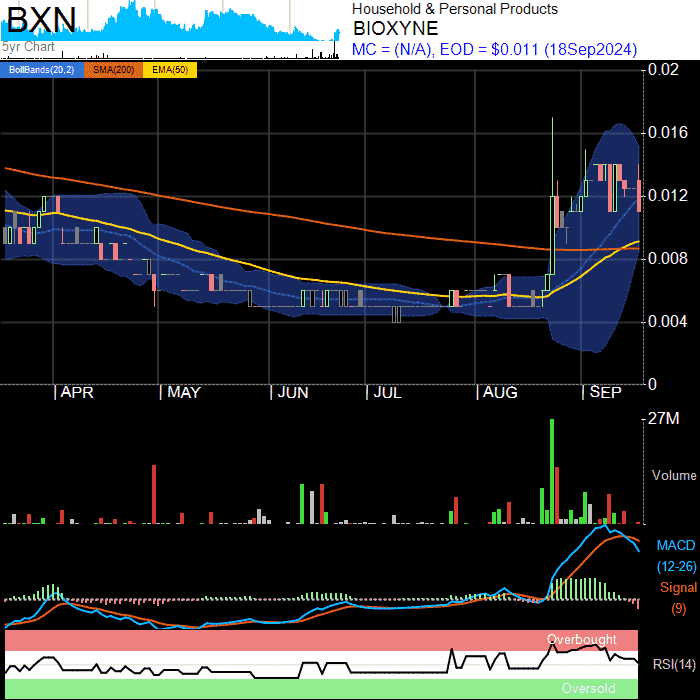 BXN
5yr Chart
Household & Personal Products
BIOXYNE
MC = (N/A), EOD = $0.011 (18Sep2024)
BollBands(20,2) SMA(200) EMA(50)
0.02
0.016
0.012
0.008
0.004
0
APR MAY JUN JUL AUG SEP
27M
Volume
MACD
(12-26)
Signal
(9)
Overbought
RSI(14)
Oversold